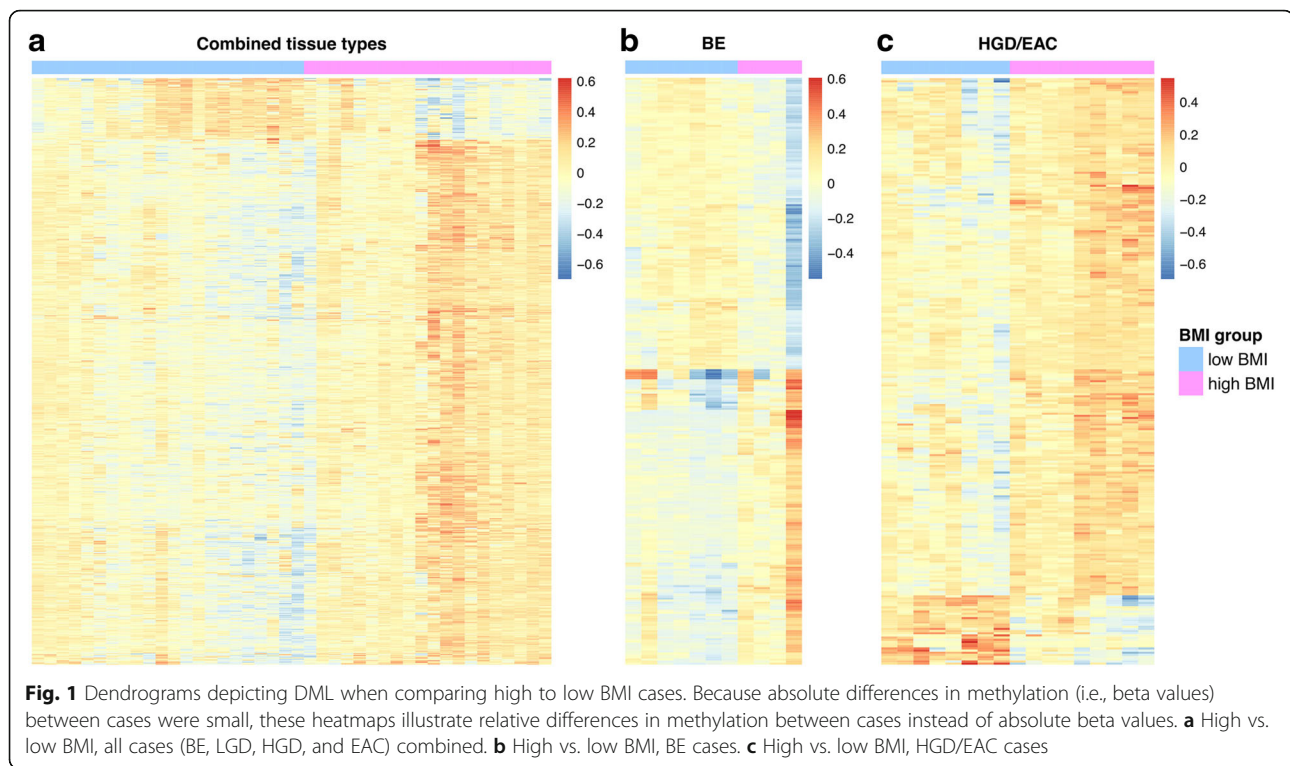 a
Combined tissue types
0.6
0.4
0.2
0
−0.2
−0.4
−0.6
b
BE
0.6
0.4
0.2
0
−0.2
−0.4
c
HGD/EAC
0.4
0.2
0
−0.2
−0.4
−0.6
BMI group
low BMI
high BMI
Fig. 1 Dendrograms depicting DML when comparing high to low BMI cases. Because absolute differences in methylation (i.e., beta values)
between cases were small, these heatmaps illustrate relative differences in methylation between cases instead of absolute beta values. a High vs.
low BMI, all cases (BE, LGD, HGD, and EAC) combined. b High vs. low BMI, BE cases. c High vs. low BMI, HGD/EAC cases